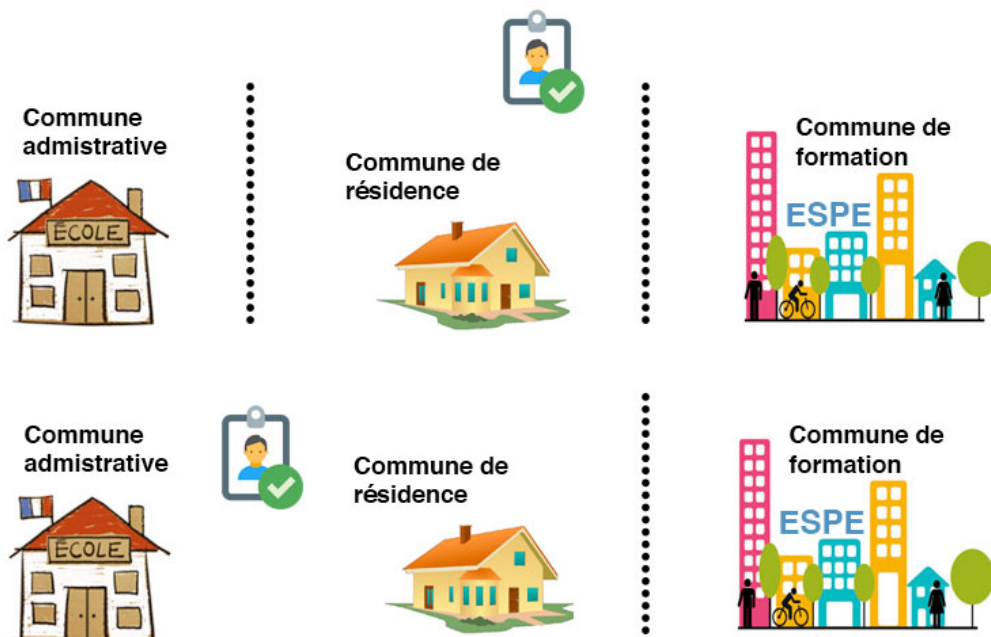 Commune
admistrative
ÉCOLE
Commune de
résidence
Commune de
formation
ESPE
Commune
admistrative
ÉCOLE
Commune de
résidence
Commune de
formation
ESPE